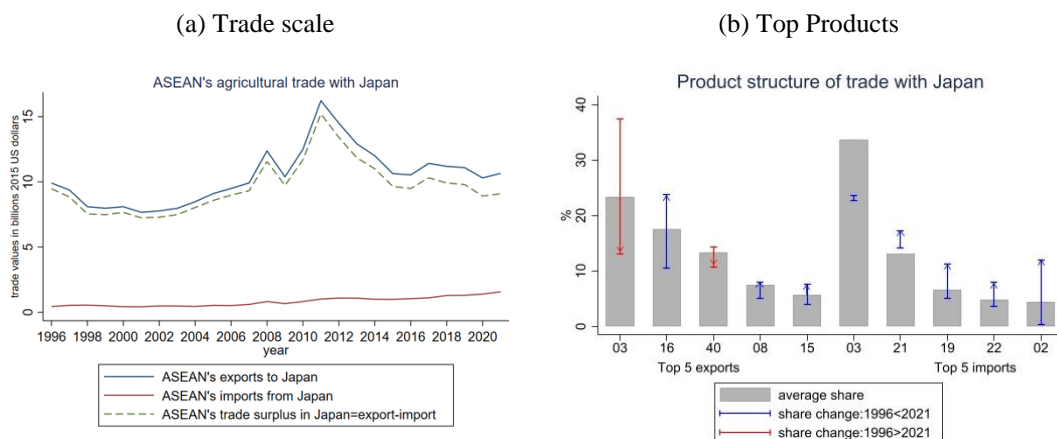 (a) Trade scale
(b) Top Products
ASEAN's agricultural trade with Japan
trade values in billions 2015 US dollars
15
10
5
0
1996 1998 2000 2002 2004 2006 2008 2010 2012 2014 2016 2018 2020
year
ASEAN's exports to Japan
ASEAN's imports from Japan
ASEAN's trade surplus in Japan=export-import
Product structure of trade with Japan
%
40
30
20
10
0
03 16 40 08 15 03 21 19 22 02
Top 5 exports Top 5 imports
average share
share change:1996<2021
share change:1996>2021